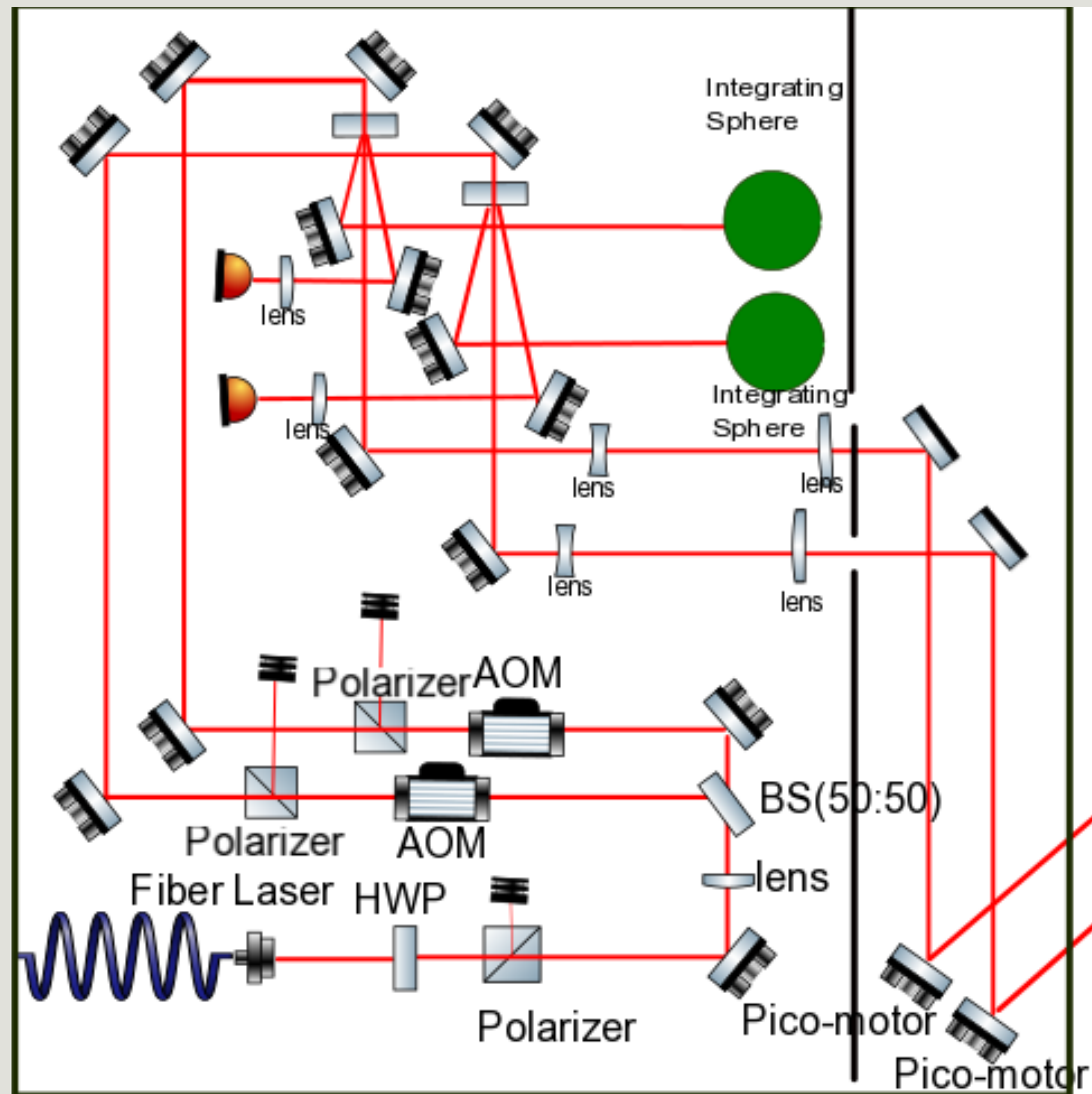 Integrating
Sphere
lens
Integrating
Sphere
lens
lens
lens
lens
lens
Polarizer
AOM
BS(50:50)
Polarizer
AOM
lens
Fiber Laser
HWP
Polarizer
Pico-motor
Pico-motor